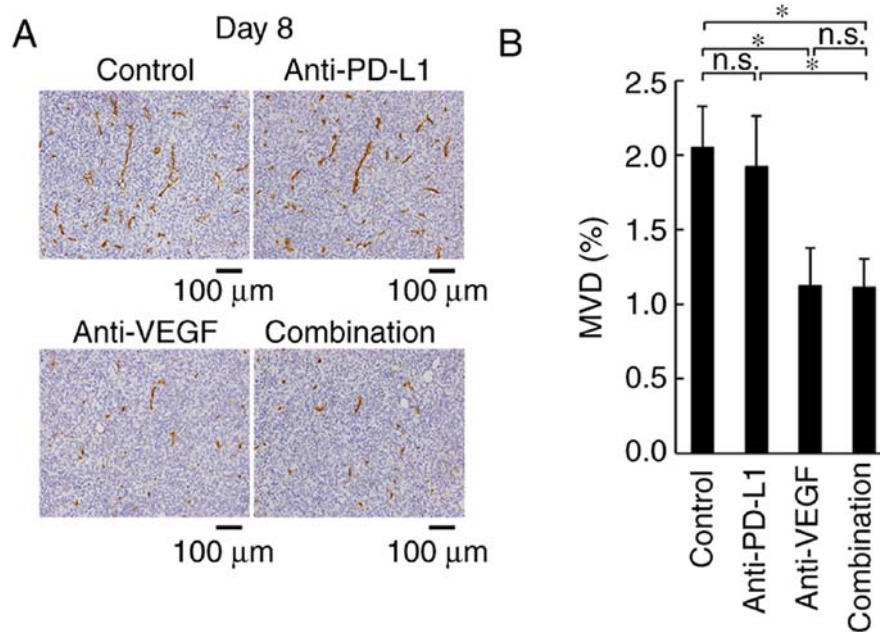 A
Day 8
Control Anti-PD-L1
100 µm 100 µm
Anti-VEGF Combination
100 µm 100 µm
B
*
* n.s.
n.s. *
2.5
2.0
1.5
1.0
0.5
0.0
MVD (%)
Control
Anti-PD-L1
Anti-VEGF
Combination